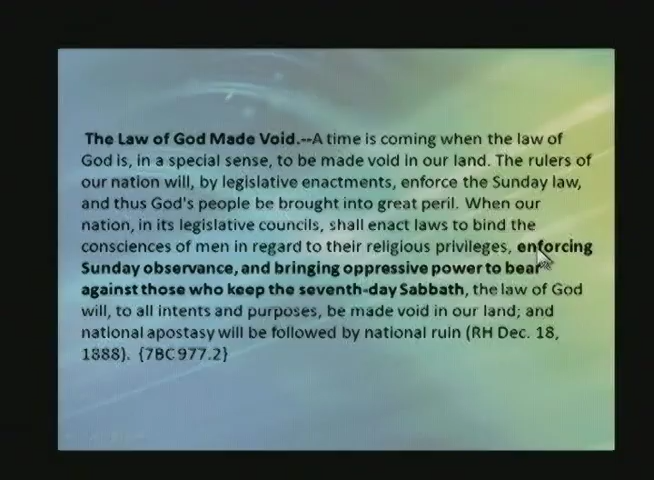 The Law of God Made Void.--A time is coming when the law of
God is, in a special sense, to be made void in our land. The rulers of
our nation will, by legislative enactments, enforce the Sunday law,
and thus God's people be brought into great peril. When our
nation, in its legislative councils, shall enact laws to bind the
consciences of men in regard to their religious privileges, enforcing
Sunday observance, and bringing oppressive power to bear
against those who keep the seventh-day Sabbath, the law of God
will, to all intents and purposes, be made void in our land; and
national apostasy will be followed by national ruin (RH Dec. 18,
1888). {7BC 977.2}